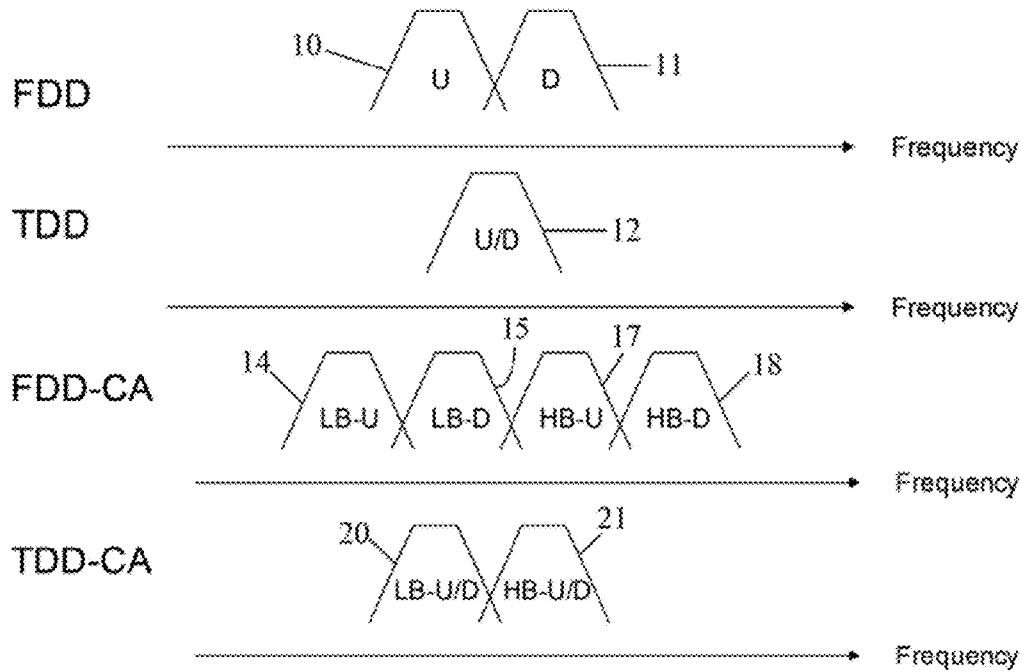 10 U D 11
FDD
Frequency
TDD
U/D 12
Frequency
14 15 17 18
FDD-CA
LB-U LB-D HB-U HB-D
Frequency
20 21
TDD-CA
LB-U/D HB-U/D
Frequency